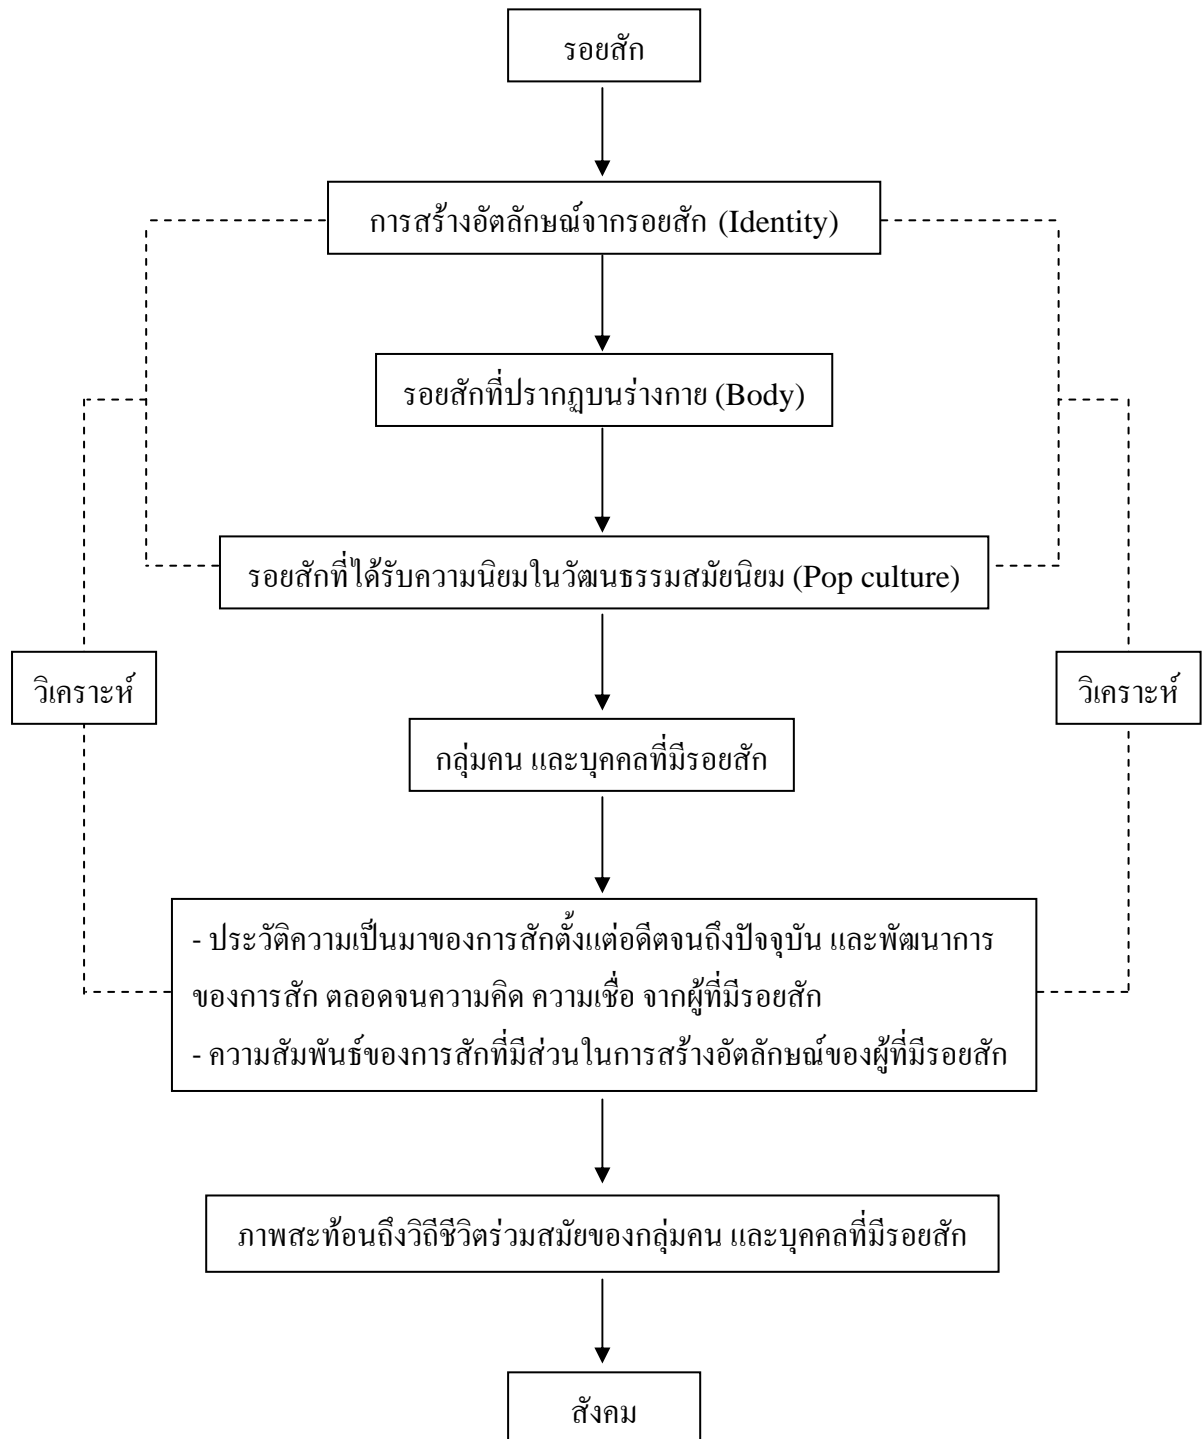 รอยสัก
การสร้างอัตลักษณ์จากรอยสัก (Identity)
รอยสักที่ปรากฏบนร่างกาย (Body)
รอยสักที่ได้รับความนิยมในวัฒนธรรมสมัยนิยม (Pop culture)
วิเคราะห์
วิเคราะห์
กลุ่มคน และบุคคลที่มีรอยสัก
- ประวัติความเป็นมาของการสักตั้งแต่อดีตจนถึงปัจจุบัน และพัฒนาการ
ของการสัก ตลอดจนความคิด ความเชื่อ จากผู้ที่มีรอยสัก
- ความสัมพันธ์ของการสักที่มีส่วนในการสร้างอัตลักษณ์ของผู้ที่มีรอยสัก
ภาพสะท้อนถึงวิถีชีวิตร่วมสมัยของกลุ่มคน และบุคคลที่มีรอยสัก
สังคม